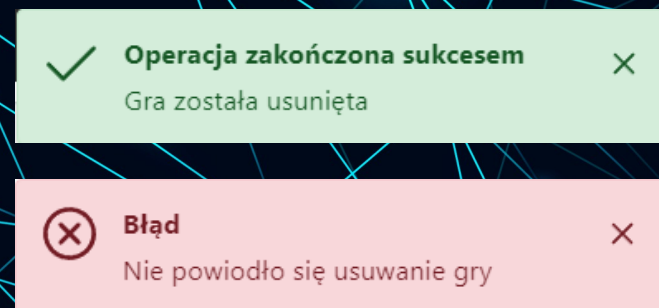 Operacja zakończona sukcesem
Gra została usunięta
Błąd
Nie powiodło się usuwanie gry